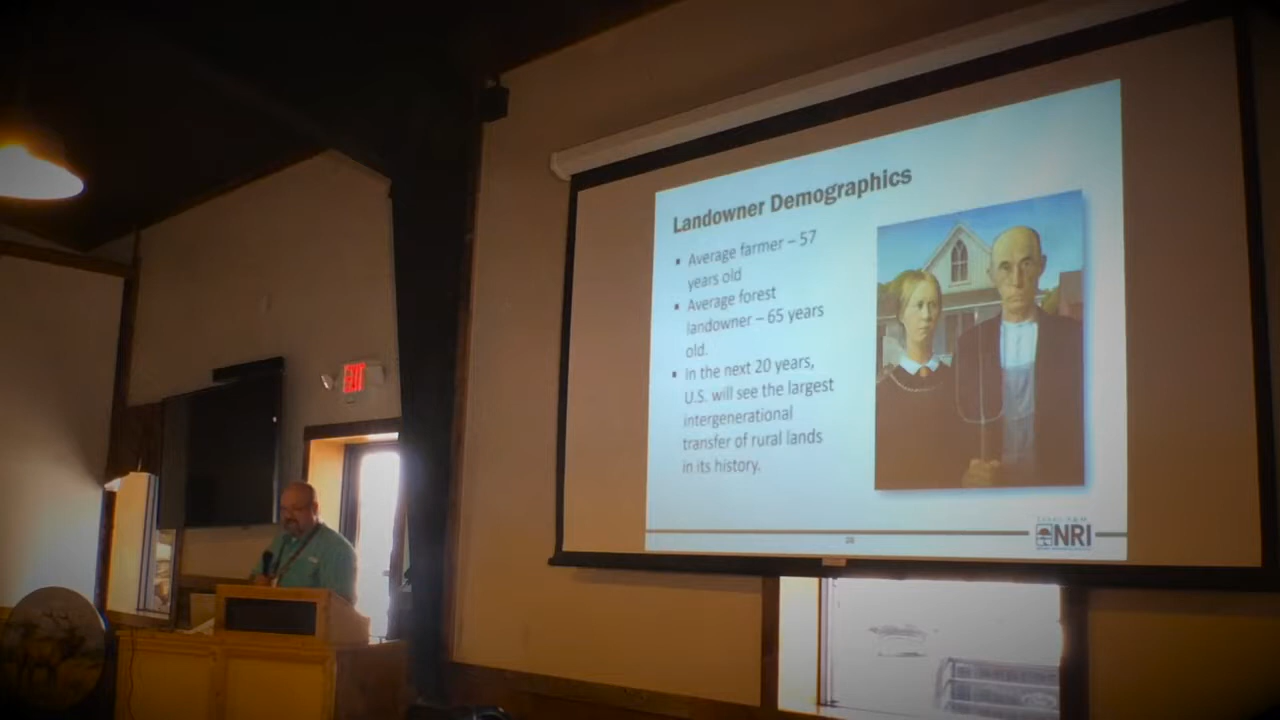 Landowner Demographics
▪ Average farmer – 57
years old
▪ Average forest
landowner – 65 years
old.
▪ In the next 20 years,
U.S. will see the largest
intergenerational
transfer of rural lands
in its history.
TEXAS A&M
NRI
EXIT